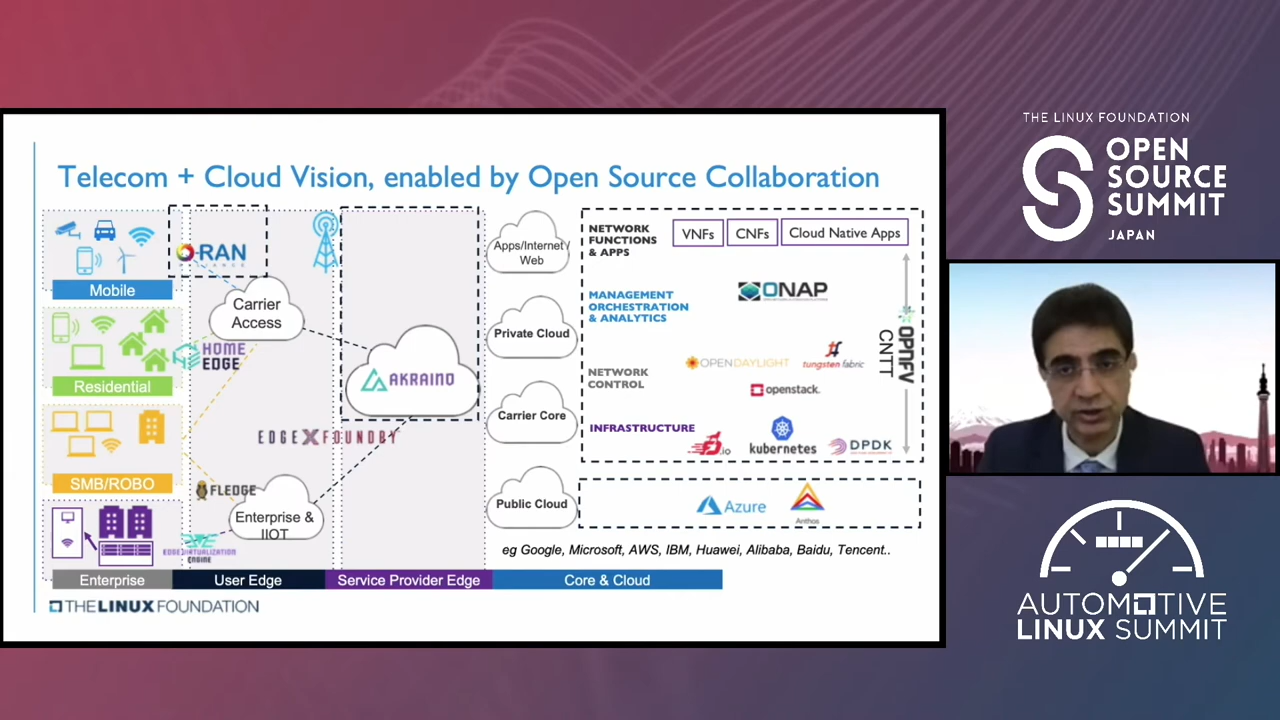 Telecom + Cloud Vision, enabled by Open Source Collaboration
Mobile
Residential
SMB/ROBO
Enterprise
RAN
Carrier
Access
HOME
EDGE
EDGE X FOUNDRY
FLEDGE
Enterprise &
IIOT
EDGE VIRTUALIZATION
ENGINE
User Edge
AKRAINO
Service Provider Edge
Apps/Internet/
Web
Private Cloud
Carrier Core
Public Cloud
Core & Cloud
NETWORK
FUNCTIONS
& APPS
VNFs
CNFs
Cloud Native Apps
MANAGEMENT
ORCHESTRATION
& ANALYTICS
ONAP
NETWORK
CONTROL
OPENDAYLIGHT
tungsten fabric
openstack.
INFRASTRUCTURE
.io
kubernetes
DPDK
OPNFV
CNTT
Azure
Anthos
eg Google, Microsoft, AWS, IBM, Huawei, Alibaba, Baidu, Tencent..
THE LINUX FOUNDATION
THE LINUX FOUNDATION
OPEN
SOURCE
SUMMIT
JAPAN
AUTOMOTIVE
LINUX SUMMIT